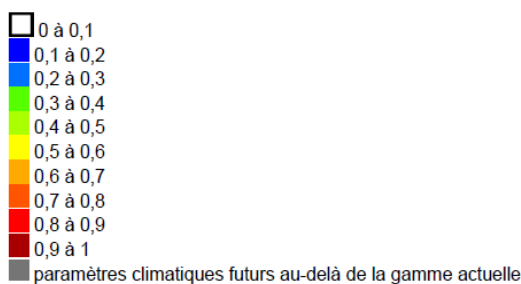 0 à 0,1
0,1 à 0,2
0,2 à 0,3
0,3 à 0,4
0,4 à 0,5
0,5 à 0,6
0,6 à 0,7
0,7 à 0,8
0,8 à 0,9
0,9 à 1
paramètres climatiques futurs au-delà de la gamme actuelle